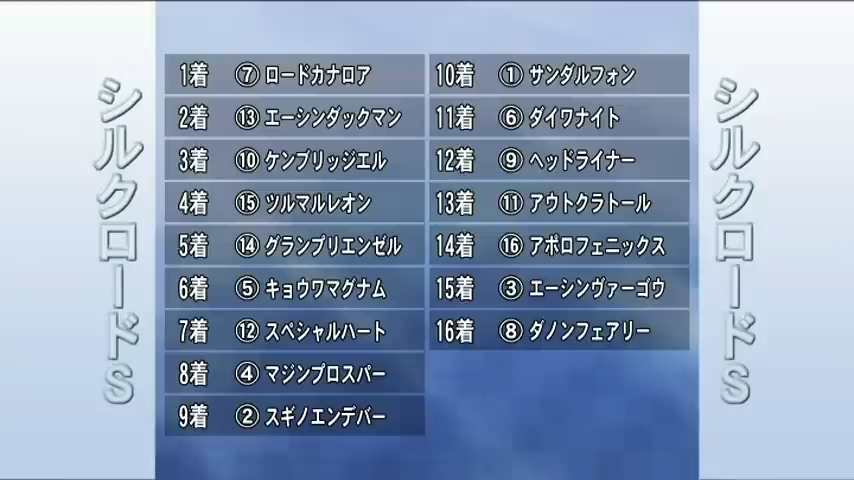 シルクロードS
1着 ⑦ ロードカナロア
2着 ⑬ エーシンダックマン
3着 ⑩ ケンブリッジエル
4着 ⑮ ツルマルレオン
5着 ⑭ グランプリエンゼル
6着 ⑤ キョウワマグナム
7着 ⑫ スペシャルハート
8着 ④ マジンプロスパー
9着 ② スギノエンデバー
10着 ① サンダルフォン
11着 ⑥ ダイワナイト
12着 ⑨ ヘッドライナー
13着 ⑪ アウトクラトール
14着 ⑯ アポロフェニックス
15着 ③ エーシンヴァーゴウ
16着 ⑧ ダノンフェアリー
シルクロードS